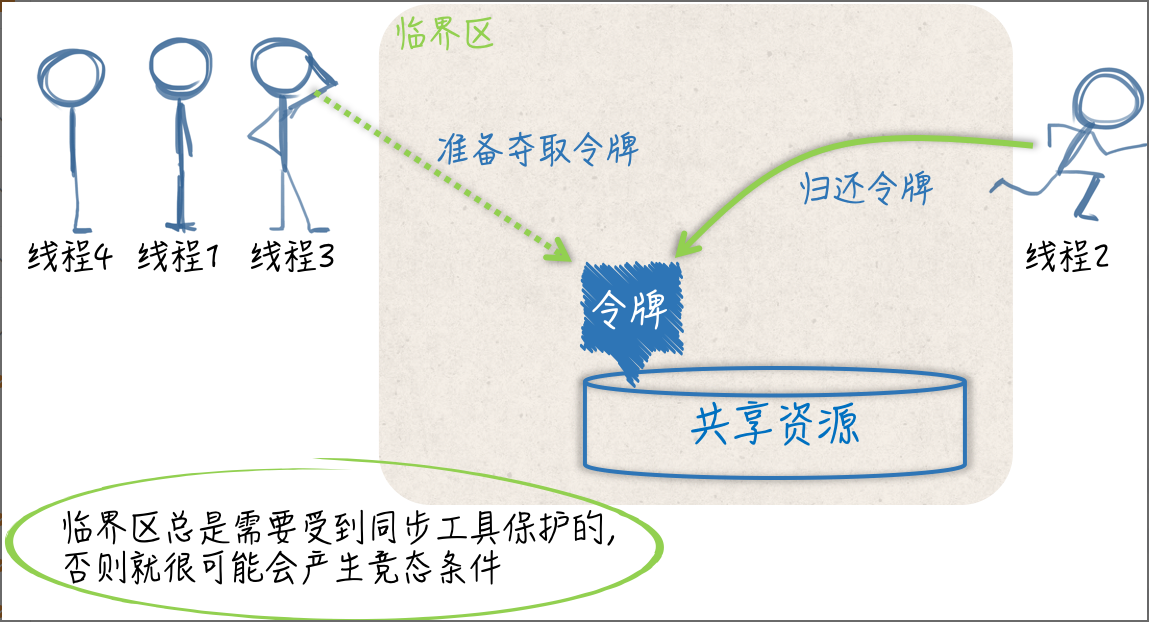 临界区
准备夺取令牌
归还令牌
线程4
线程1
线程3
线程2
令牌
共享资源
临界区总是需要受到同步工具保护的,
否则就很可能会产生竞态条件